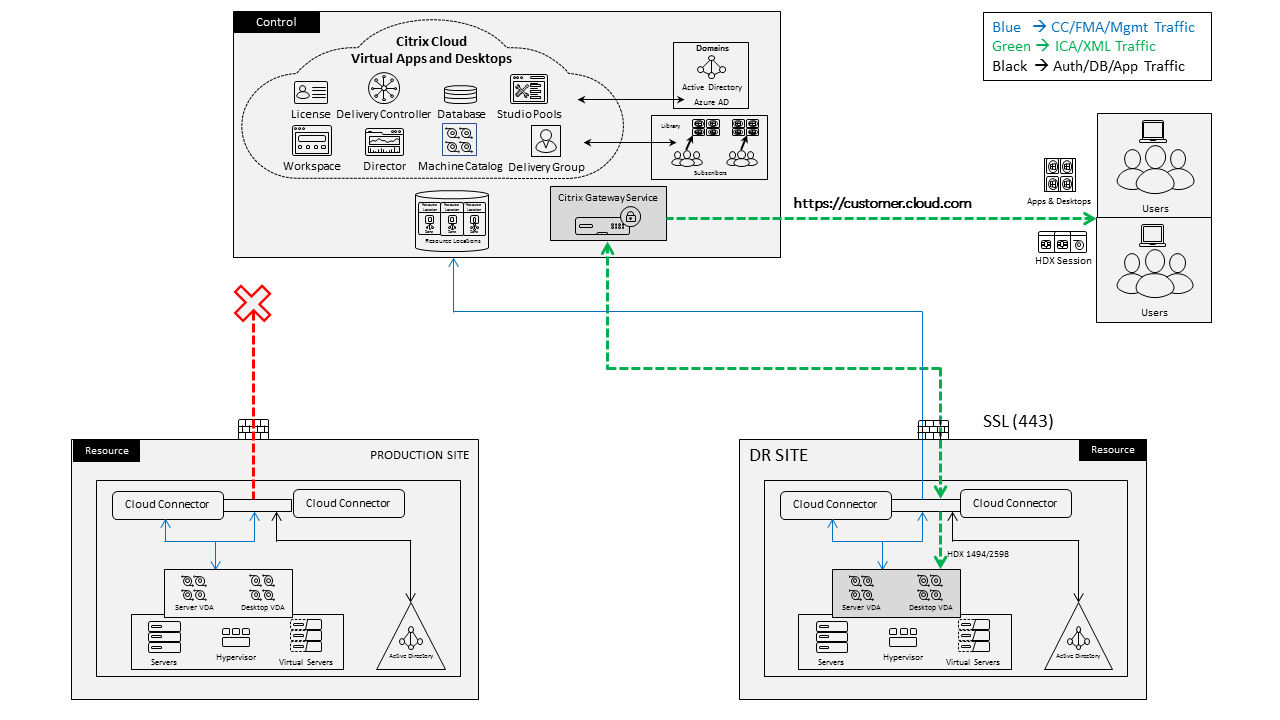 Control
Citrix Cloud
Virtual Apps and Desktops
License
Delivery Controller
Database
Studio Pools
Workspace
Director
Machine Catalog
Delivery Group
Domains
Active Directory
Azure AD
Library
Subscribers
Resource Location
Resource Location
Resource Location
Zone
Zone
Zone
Resource Locations
Citrix Gateway Service
Blue → CC/FMA/Mgmt Traffic
Green → ICA/XML Traffic
Black → Auth/DB/App Traffic
https://customer.cloud.com
Apps & Desktops
HDX Session
Users
Users
Resource
PRODUCTION SITE
Cloud Connector
Cloud Connector
Server VDA
Desktop VDA
Servers
Hypervisor
Virtual Servers
Active Directory
SSL (443)
DR SITE
Resource
Cloud Connector
Cloud Connector
HDX 1494/2598
Server VDA
Desktop VDA
Servers
Hypervisor
Virtual Servers
Active Directory